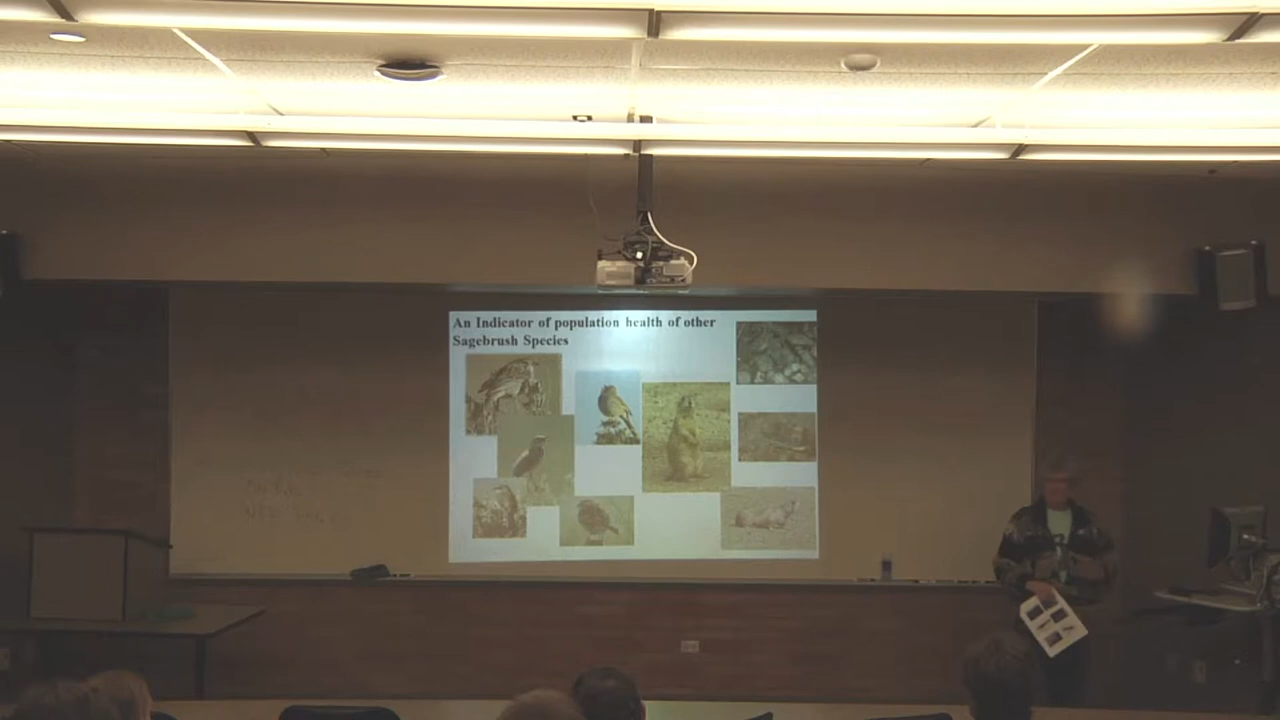 An Indicator of population health of other
Sagebrush Species